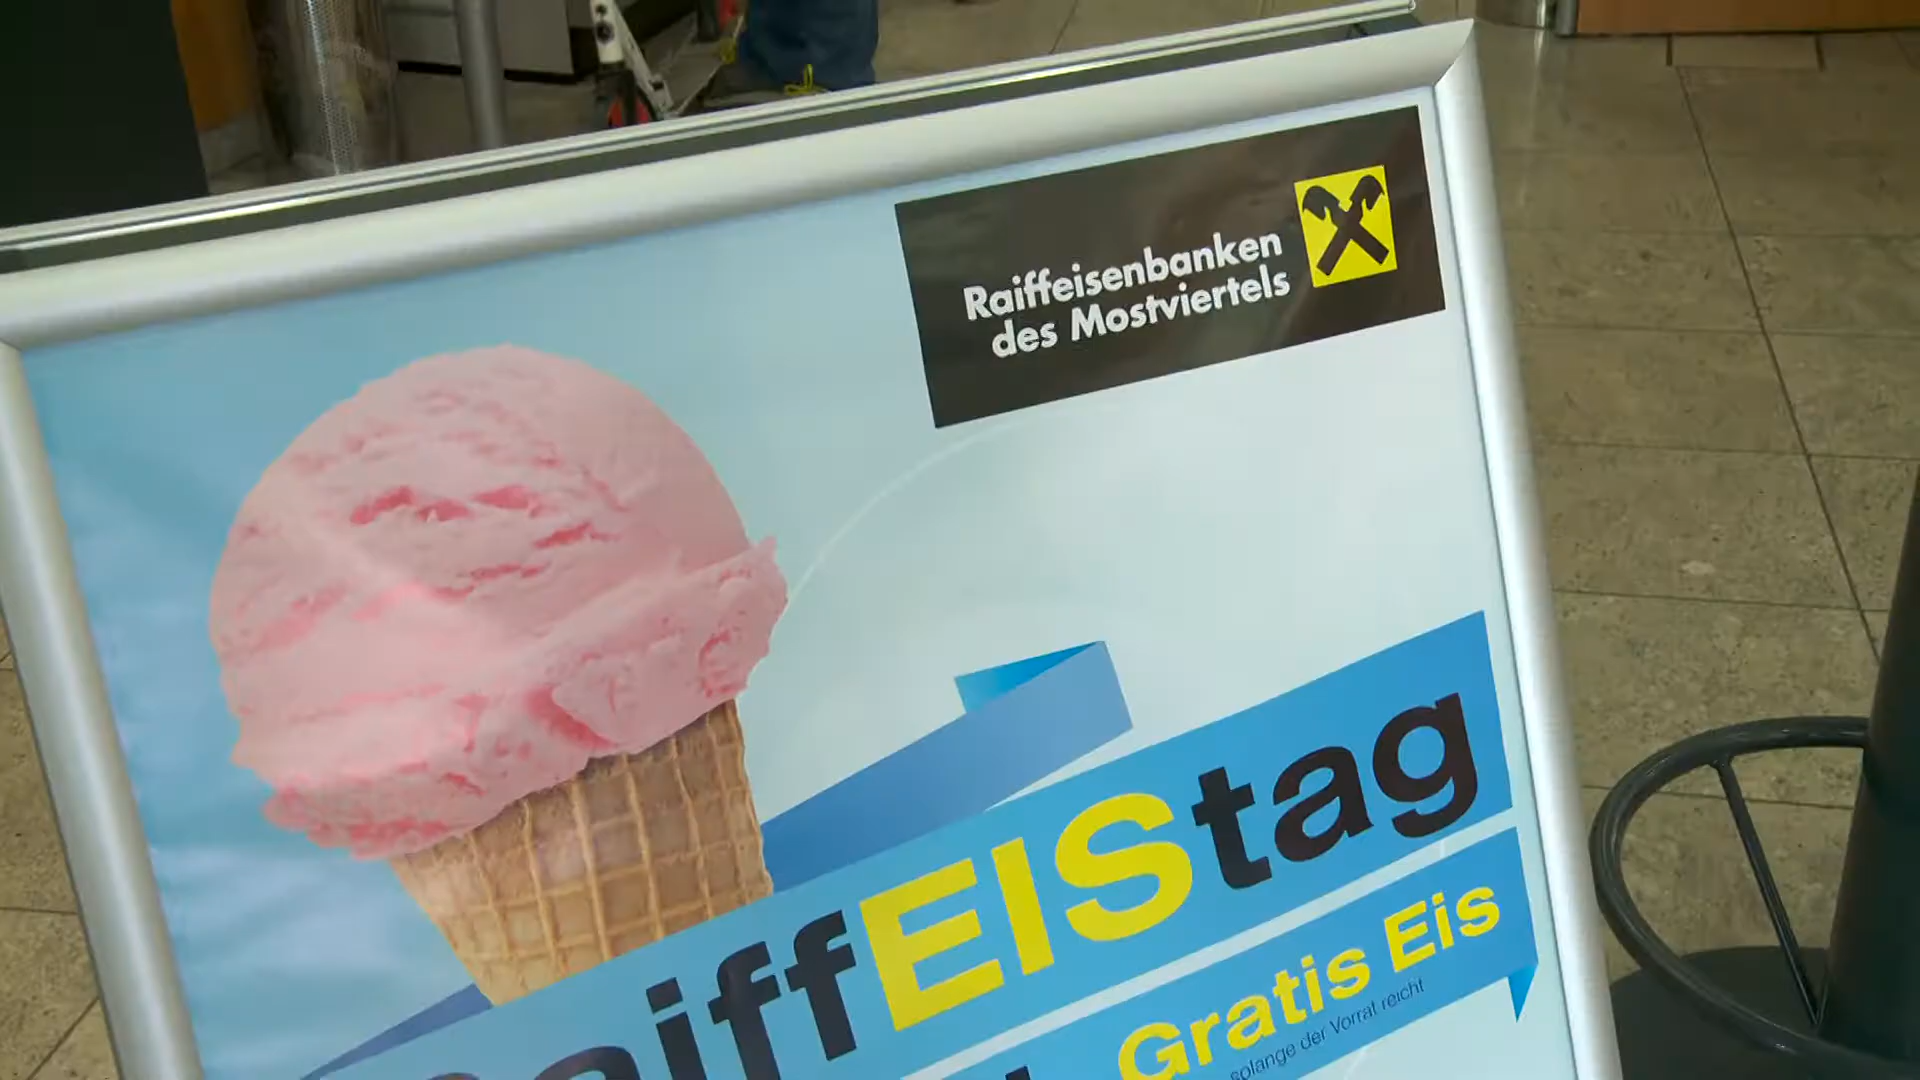 Raiffeisenbanken
des Mostviertels
RaiffEIStag
Gratis Eis
solange der Vorrat reicht